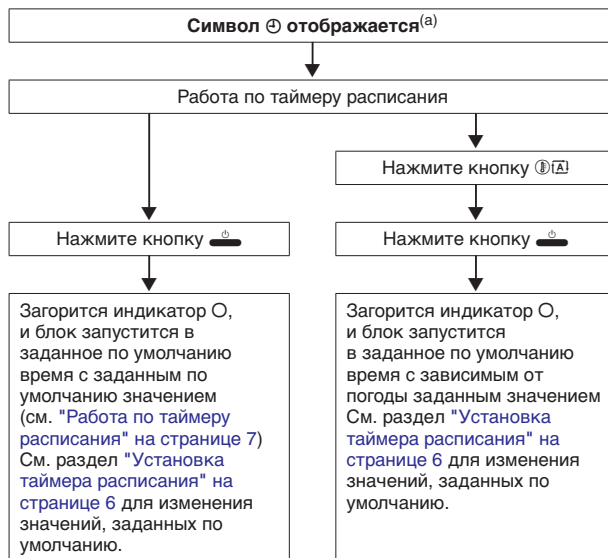 Символ ⏲ отображается(a)
Работа по таймеру расписания
Нажмите кнопку
Нажмите кнопку
Нажмите кнопку
Загорится индикатор O,
и блок запустится в
заданное по умолчанию
время с заданным по
умолчанию значением
(см. "Работа по таймеру
расписания" на странице 7)
См. раздел "Установка
таймера расписания" на
странице 6 для изменения
значений, заданных по
умолчанию.
Загорится индикатор O,
и блок запустится
в заданное по умолчанию
время с зависимым от
погоды заданным значением
См. раздел "Установка
таймера расписания" на
странице 6 для изменения
значений, заданных по
умолчанию.